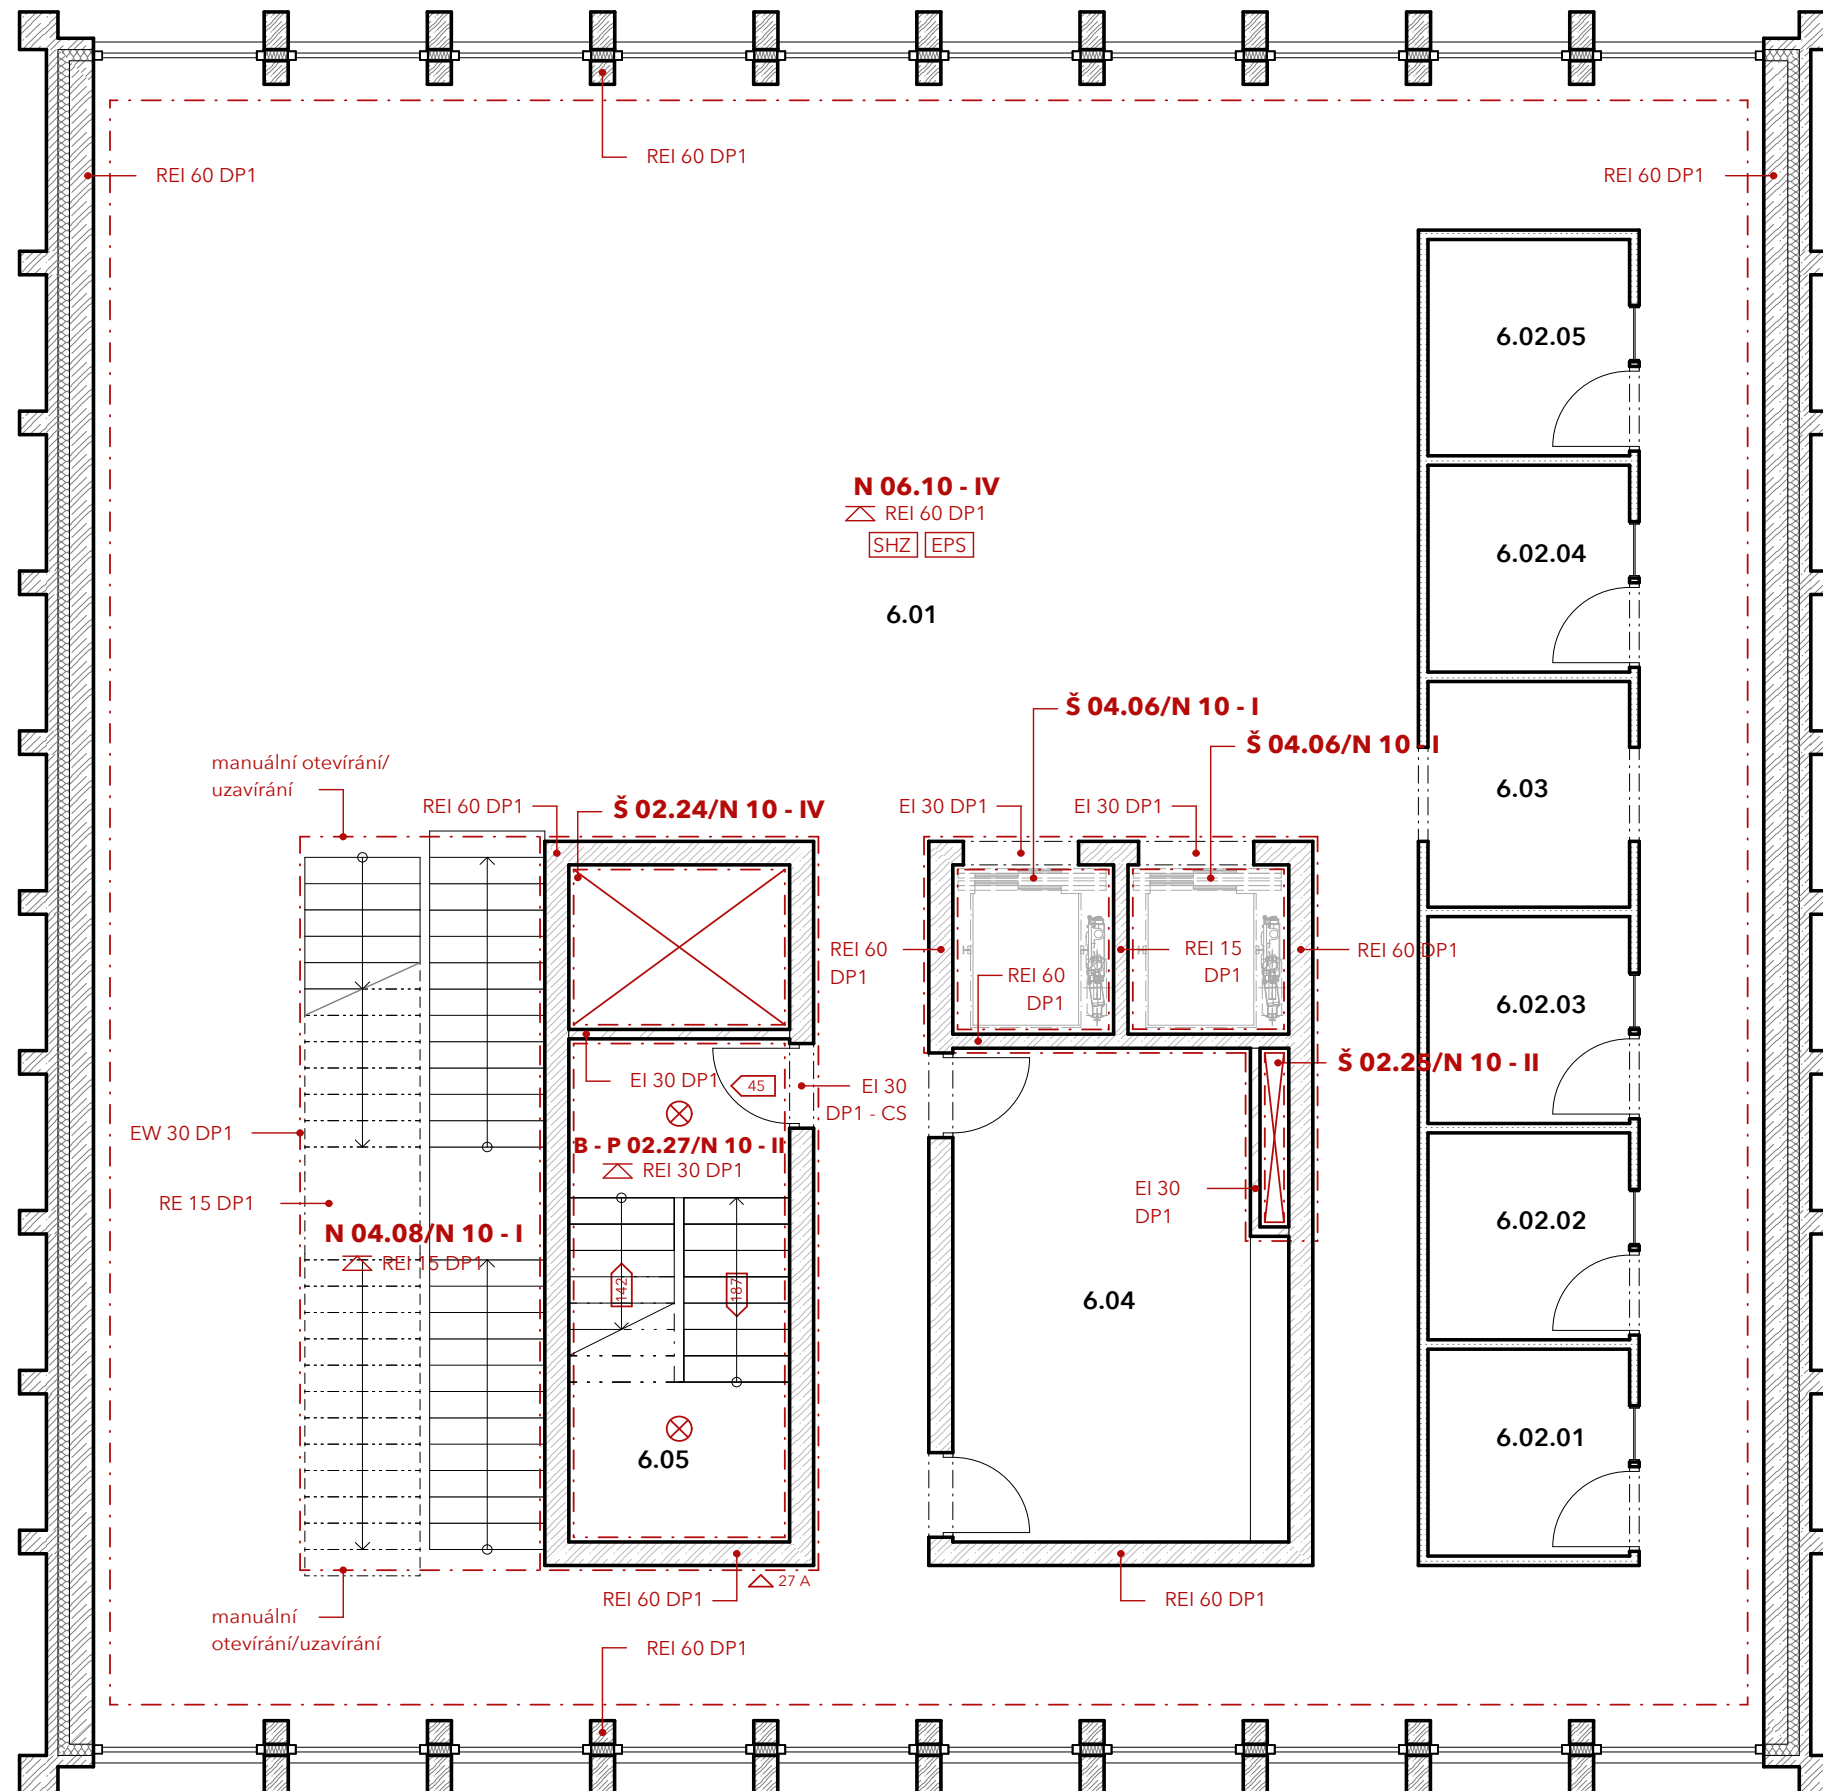 REI 60 DP1
REI 60 DP1
REI 60 DP1
6.02.05
N 06.10 - IV
REI 60 DP1
SHZ EPS
6.02.04
6.01
Š 04.06/N 10 - I
Š 04.06/N 10 - I
manuální otevírání/
uzavírání
6.03
REI 60 DP1
Š 02.24/N 10 - IV
EI 30 DP1
EI 30 DP1
REI 60
DP1
REI 60
DP1
REI 15
DP1
REI 60 DP1
6.02.03
Š 02.25/N 10 - II
EI 30 DP1
45
EI 30
DP1 - CS
EW 30 DP1
B - P 02.27/N 10 - II
REI 30 DP1
RE 15 DP1
EI 30
DP1
N 04.08/N 10 - I
REI 15 DP1
6.02.02
142
187
6.04
6.02.01
6.05
27 A
REI 60 DP1
REI 60 DP1
manuální
otevírání/uzavírání
REI 60 DP1